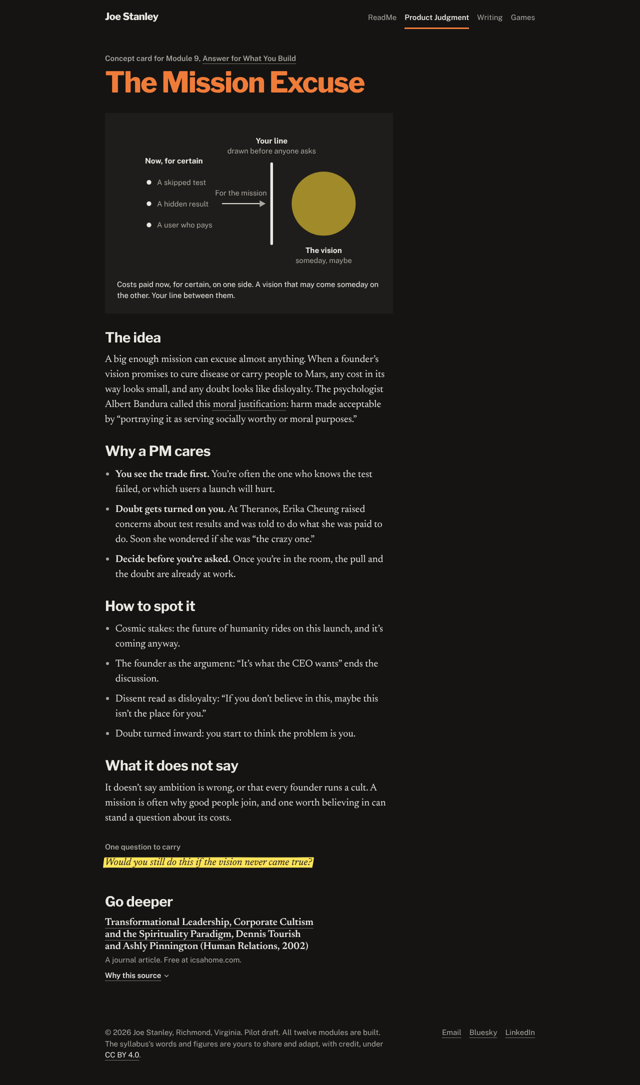 Joe Stanley
ReadMe Product Judgment Writing Games
Concept card for Module 9, Answer for What You Build
The Mission Excuse
Your line
drawn before anyone asks
Now, for certain
A skipped test
For the mission
A hidden result
A user who pays
The vision
someday, maybe
Costs paid now, for certain, on one side. A vision that may come someday on
the other. Your line between them.
The idea
A big enough mission can excuse almost anything. When a founder’s
vision promises to cure disease or carry people to Mars, any cost in its
way looks small, and any doubt looks like disloyalty. The psychologist
Albert Bandura called this moral justification: harm made acceptable
by “portraying it as serving socially worthy or moral purposes.”
Why a PM cares
You see the trade first. You’re often the one who knows the test
failed, or which users a launch will hurt.
Doubt gets turned on you. At Theranos, Erika Cheung raised
concerns about test results and was told to do what she was paid to
do. Soon she wondered if she was “the crazy one.”
Decide before you’re asked. Once you’re in the room, the pull and
the doubt are already at work.
How to spot it
Cosmic stakes: the future of humanity rides on this launch, and it’s
coming anyway.
The founder as the argument: “It’s what the CEO wants” ends the
discussion.
Dissent read as disloyalty: “If you don’t believe in this, maybe this
isn’t the place for you.”
Doubt turned inward: you start to think the problem is you.
What it does not say
It doesn’t say ambition is wrong, or that every founder runs a cult. A
mission is often why good people join, and one worth believing in can
stand a question about its costs.
One question to carry
Would you still do this if the vision never came true?
Go deeper
Transformational Leadership, Corporate Cultism
and the Spirituality Paradigm, Dennis Tourish
and Ashly Pinnington (Human Relations, 2002)
A journal article. Free at icsahome.com.
Why this source
© 2026 Joe Stanley, Richmond, Virginia. Pilot draft. All twelve modules are built.
The syllabus’s words and figures are yours to share and adapt, with credit, under
CC BY 4.0.
Email Bluesky LinkedIn